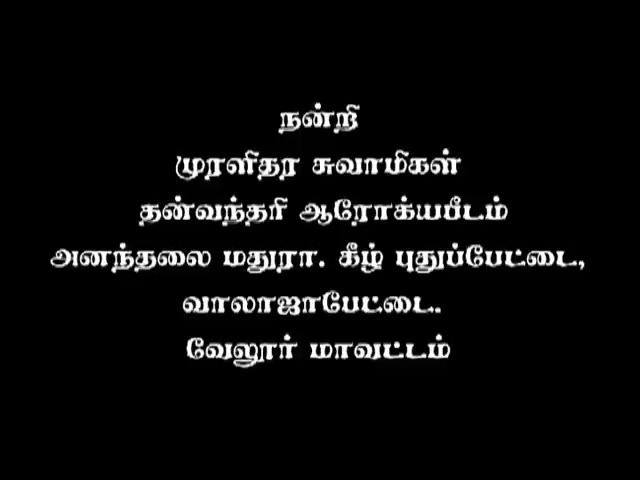 நன்றி
முரளிதர சுவாமிகள்
தன்வந்தரி ஆரோக்யபீடம்
அனந்தலை மதுரா. கீழ் புதுப்பேட்டை,
வாலாஜாபேட்டை.
வேலூர் மாவட்டம்